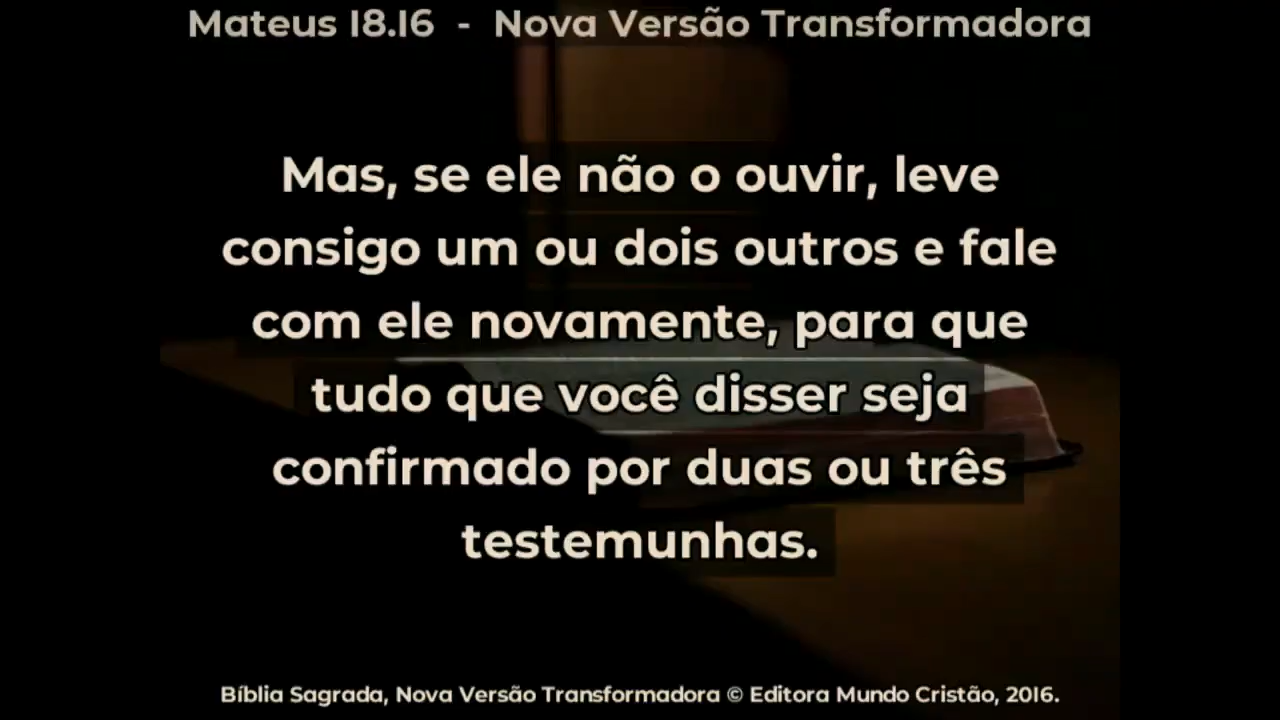 Mateus 18.16 - Nova Versão Transformadora
Mas, se ele não o ouvir, leve
consigo um ou dois outros e fale
com ele novamente, para que
tudo que você disser seja
confirmado por duas ou três
testemunhas.
Bíblia Sagrada, Nova Versão Transformadora © Editora Mundo Cristão, 2016.